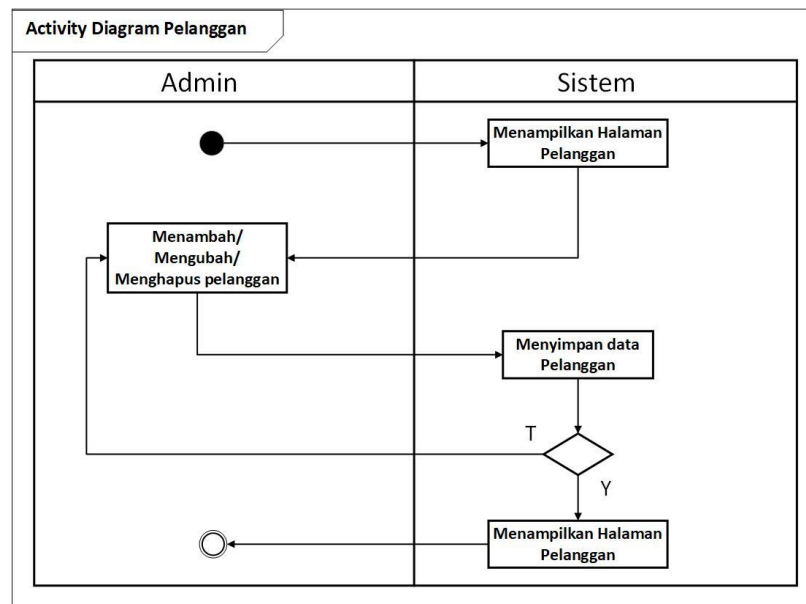 Activity Diagram Pelanggan
Admin
Sistem
Menampilkan Halaman
Pelanggan
Menambah/
Mengubah/
Menghapus pelanggan
Menyimpan data
Pelanggan
T
Y
Menampilkan Halaman
Pelanggan